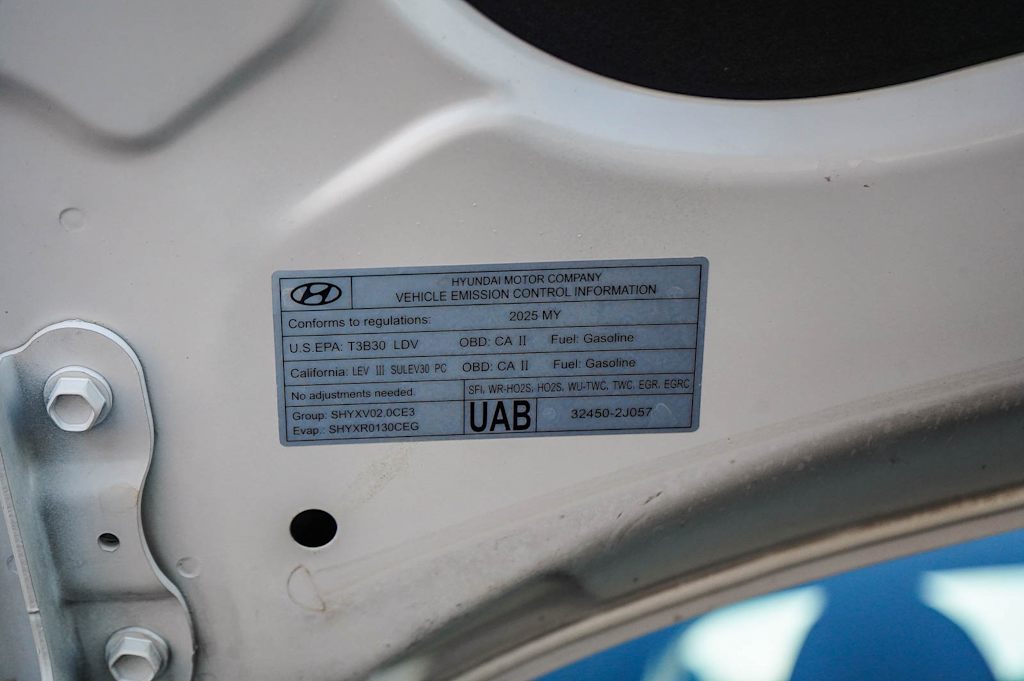 HYUNDAI MOTOR COMPANY
VEHICLE EMISSION CONTROL INFORMATION
Conforms to regulations: 2025 MY
U.S.EPA: T3B30 LDV OBD: CA II Fuel: Gasoline
California: LEV III SULEV30 PC OBD: CA II Fuel: Gasoline
No adjustments needed. SFI, WR-HO2S, HO2S, WU-TWC, TWC, EGR, EGRC
Group: SHYXV02.0CE3
Evap.: SHYXR0130CEG
UAB 32450-2J057